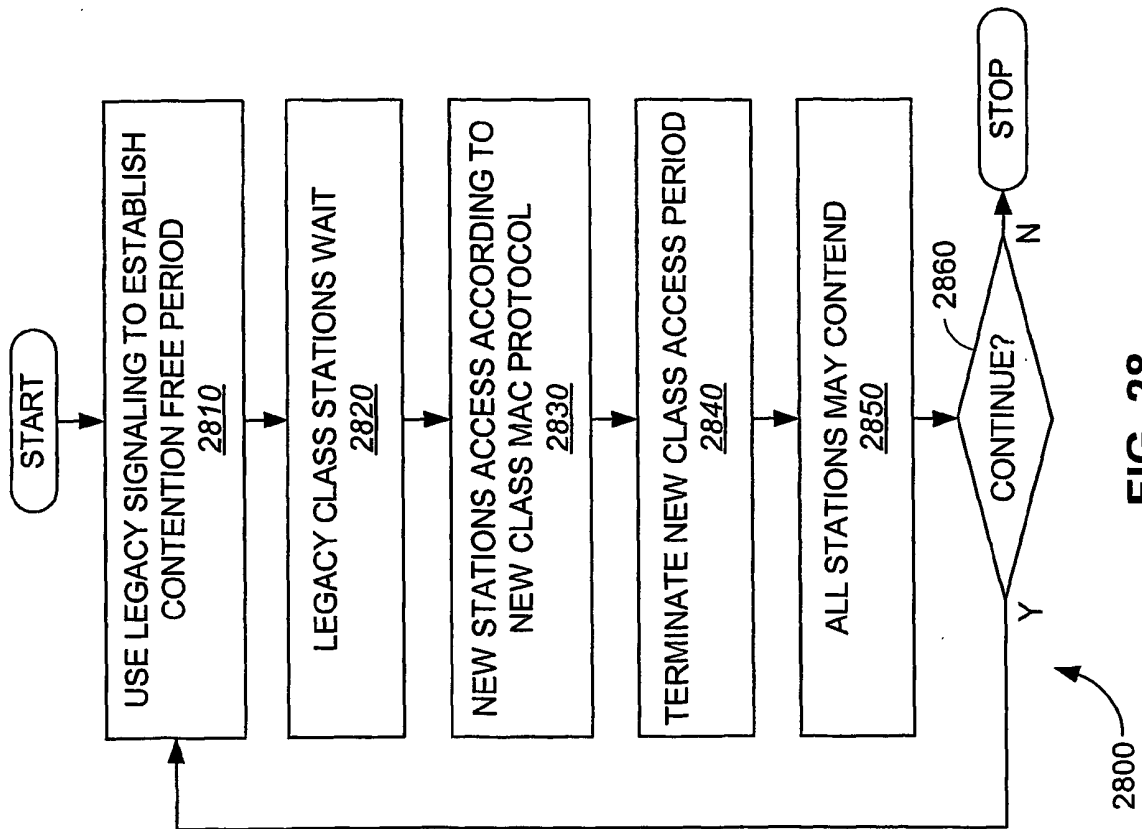 START
USE LEGACY SIGNALING TO ESTABLISH
CONTENTION FREE PERIOD
2810
LEGACY CLASS STATIONS WAIT
2820
NEW STATIONS ACCESS ACCORDING TO
NEW CLASS MAC PROTOCOL
2830
TERMINATE NEW CLASS ACCESS PERIOD
2840
ALL STATIONS MAY CONTEND
2850
2860
CONTINUE?
Y
N
STOP
2800
FIG. 28